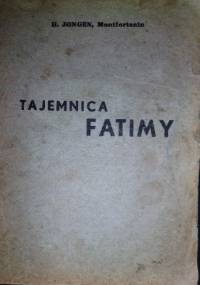 H. JONGEN, Montfortanin
TAJEMNICA
FATIMY